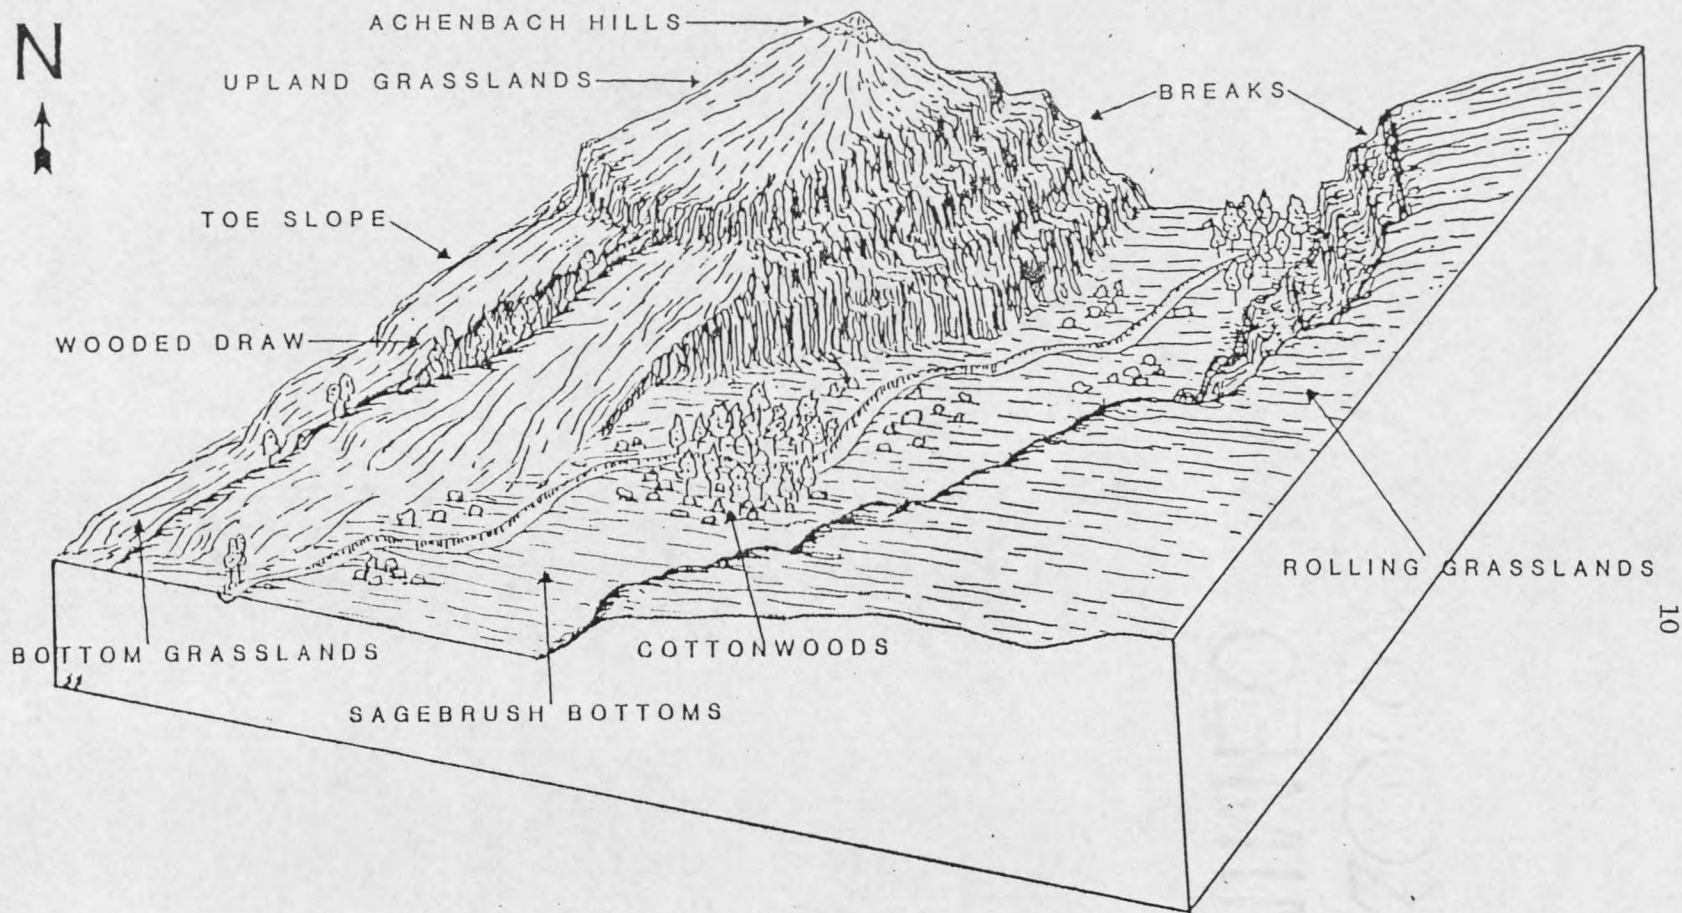 N
ACHENBACH HILLS
UPLAND GRASSLANDS
BREAKS
TOE SLOPE
WOODED DRAW
ROLLING GRASSLANDS
BOTTOM GRASSLANDS
COTTONWOODS
SAGEBRUSH BOTTOMS
10